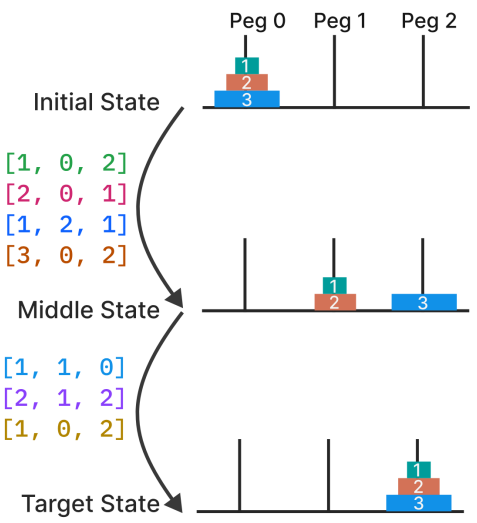 Peg 0 Peg 1 Peg 2
1
2
3
Initial State
[1, 0, 2]
[2, 0, 1]
[1, 2, 1]
[3, 0, 2]
1
2 3
Middle State
[1, 1, 0]
[2, 1, 2]
[1, 0, 2]
1
2
3
Target State